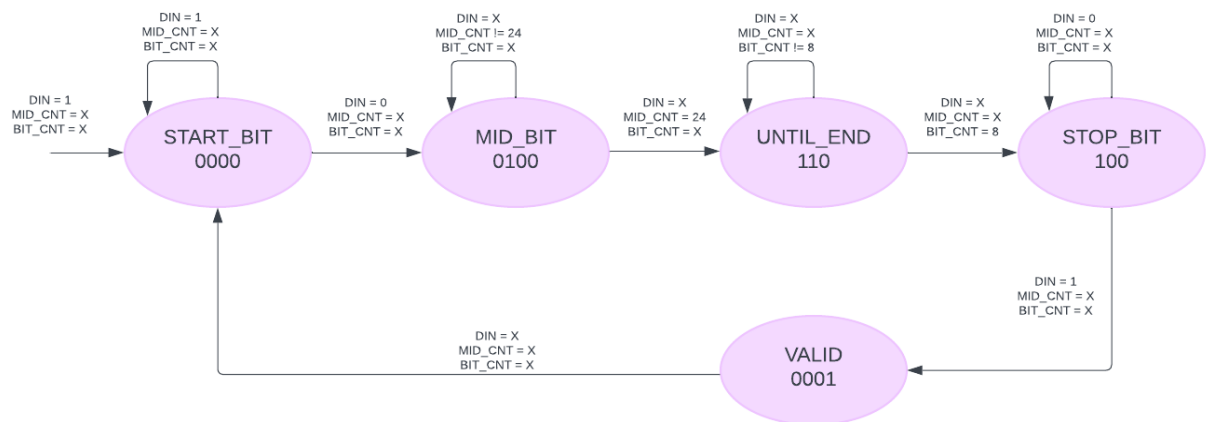 DIN = 1
MID_CNT = X
BIT_CNT = X
DIN = X
MID_CNT != 24
BIT_CNT = X
DIN = X
MID_CNT = X
BIT_CNT != 8
DIN = 0
MID_CNT = X
BIT_CNT = X
DIN = 1
MID_CNT = X
BIT_CNT = X
START_BIT
0000
DIN = 0
MID_CNT = X
BIT_CNT = X
MID_BIT
0100
DIN = X
MID_CNT = 24
BIT_CNT = X
UNTIL_END
110
DIN = X
MID_CNT = X
BIT_CNT = 8
STOP_BIT
100
DIN = 1
MID_CNT = X
BIT_CNT = X
VALID
0001
DIN = X
MID_CNT = X
BIT_CNT = X